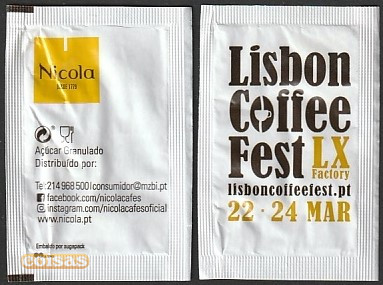 Nicola
DESDE 1779
Açúcar Granulado
Distribuído por:
Te: 214 968 500 | consumidor@mzbi.pt
facebook.com/nicolacafes
instagram.com/nicolacafesoficial
www.nicola.pt
Embalado por sugapack
coisas
Lisbon
Coffee
Fest LX
Factory
lisboncoffeefest.pt
22 · 24 MAR